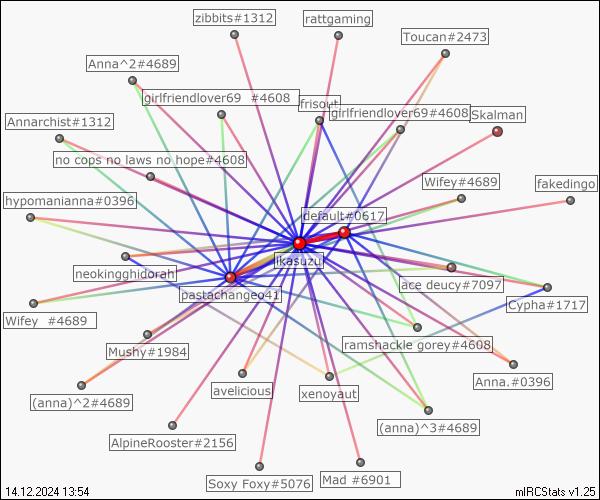 zibbits#1312
rattgaming
Toucan#2473
Anna^2#4689
girlfriendlover69 #4608
frisout
girlfriendlover69#4608
Skalman
Annarchist#1312
no cops no laws no hope#4608
Wifey#4689
fakedingo
hypomanianna#0396
default#0617
likasuzu
neokingghidorah
pastachangeo41
ace deucy#7097
Cypha#1717
Wifey #4689
Mushy#1984
ramshackle gorey#4608
Anna.#0396
avelicious
xenoyaut
(anna)^2#4689
(anna)^3#4689
AlpineRooster#2156
Soxy Foxy#5076
Mad #6901
14.12.2024 13:54
mIRCStats v1.25